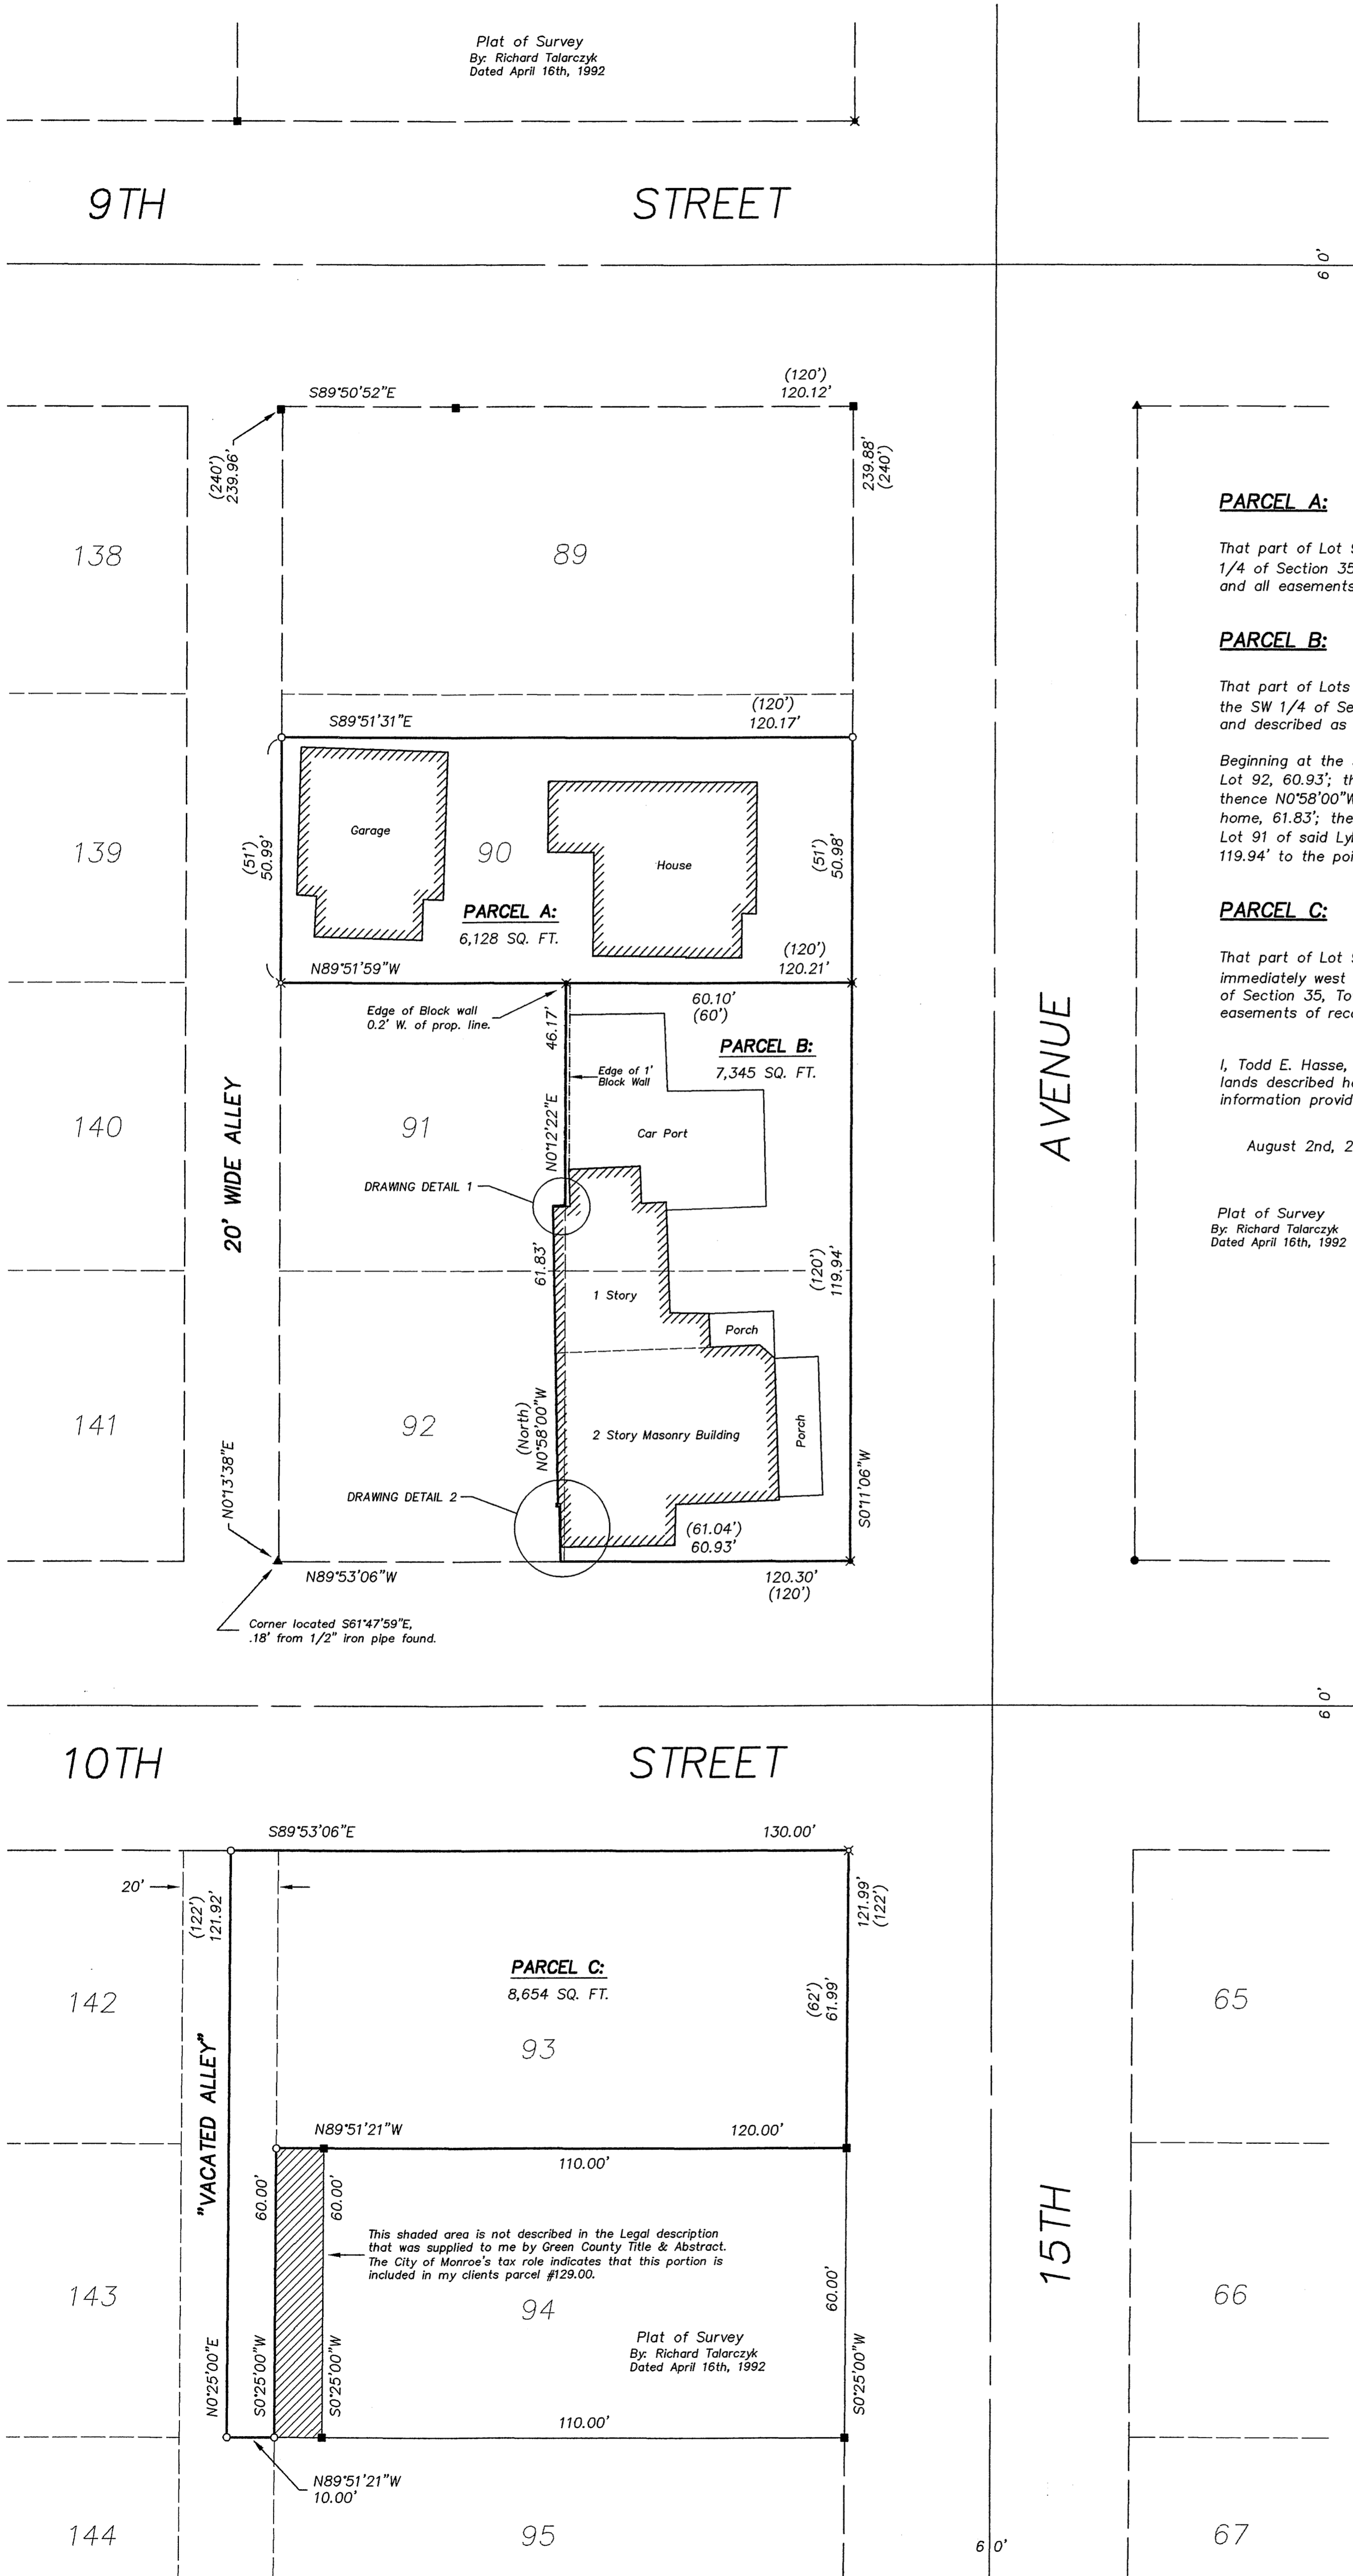 Plat of Survey
By: Richard Talarczyk
Dated April 16th, 1992
9TH STREET
60'
S89°50'52"E
(120')
120.12'
(240')
239.96'
239.88'
(240')
138
89
PARCEL A:
That part of Lot
1/4 of Section 35
and all easements
PARCEL B:
That part of Lots
the SW 1/4 of Se
and described as
Beginning at the
Lot 92, 60.93'; th
thence N0°58'00"W
home, 61.83'; the
Lot 91 of said Lyl
119.94' to the poi
PARCEL C:
That part of Lot
immediately west
of Section 35, To
easements of reco
I, Todd E. Hasse,
lands described he
information provid
August 2nd, 2
Plat of Survey
By: Richard Talarczyk
Dated April 16th, 1992
S89°51'31"E
(120')
120.17'
Garage
139
(51')
50.99'
90
House
(51')
50.98'
PARCEL A:
6,128 SQ. FT.
N89°51'59"W
(120')
120.21'
Edge of Block wall
0.2' W. of prop. line.
46.17'
60.10'
(60')
PARCEL B:
7,345 SQ. FT.
Edge of 1'
Block Wall
AVENUE
140
20' WIDE ALLEY
91
N0°12'22"E
Car Port
DRAWING DETAIL 1
61.83'
(120')
119.94'
1 Story
Porch
141
92
(North)
N0°58'00"W
2 Story Masonry Building
Porch
N0°13'38"E
DRAWING DETAIL 2
S0°11'06"W
(61.04')
60.93'
N89°53'06"W
120.30'
(120')
Corner located S61°47'59"E,
.18' from 1/2" iron pipe found.
60'
10TH STREET
S89°53'06"E
130.00'
20'
(122')
121.92'
121.99'
(122')
PARCEL C:
8,654 SQ. FT.
142
(62')
61.99'
65
93
"VACATED ALLEY"
N89°51'21"W
120.00'
110.00'
60.00'
60.00'
15TH
This shaded area is not described in the Legal description
that was supplied to me by Green County Title & Abstract.
The City of Monroe's tax role indicates that this portion is
included in my clients parcel #129.00.
143
94
60.00'
66
Plat of Survey
By: Richard Talarczyk
Dated April 16th, 1992
N0°25'00"E
S0°25'00"W
S0°25'00"W
S0°25'00"W
110.00'
N89°51'21"W
10.00'
144
95
60'
67